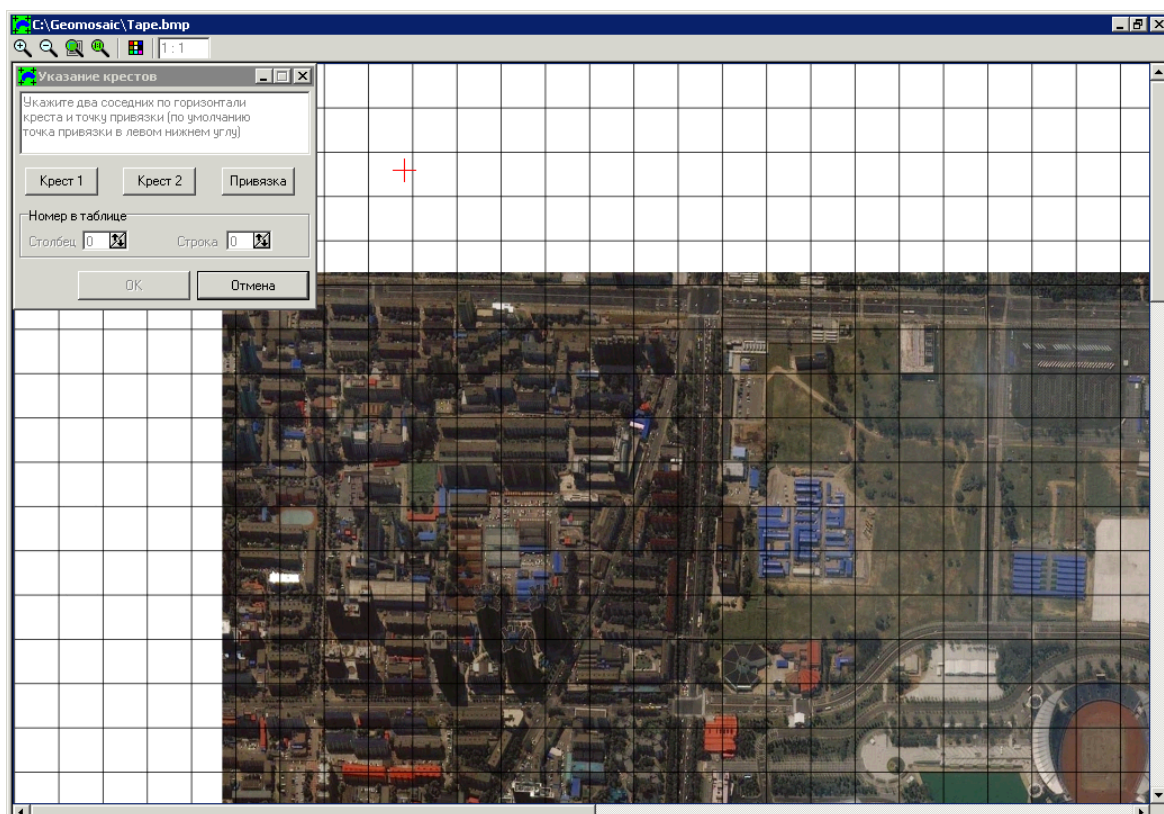 C:\Geomosaic\Tape.bmp
1 : 1
Указание крестов
Укажите два соседних по горизонтали
креста и точку привязки (по умолчанию
точка привязки в левом нижнем углу)
Крест 1
Крест 2
Привязка
Номер в таблице
Столбец 0
Строка 0
OK
Отмена